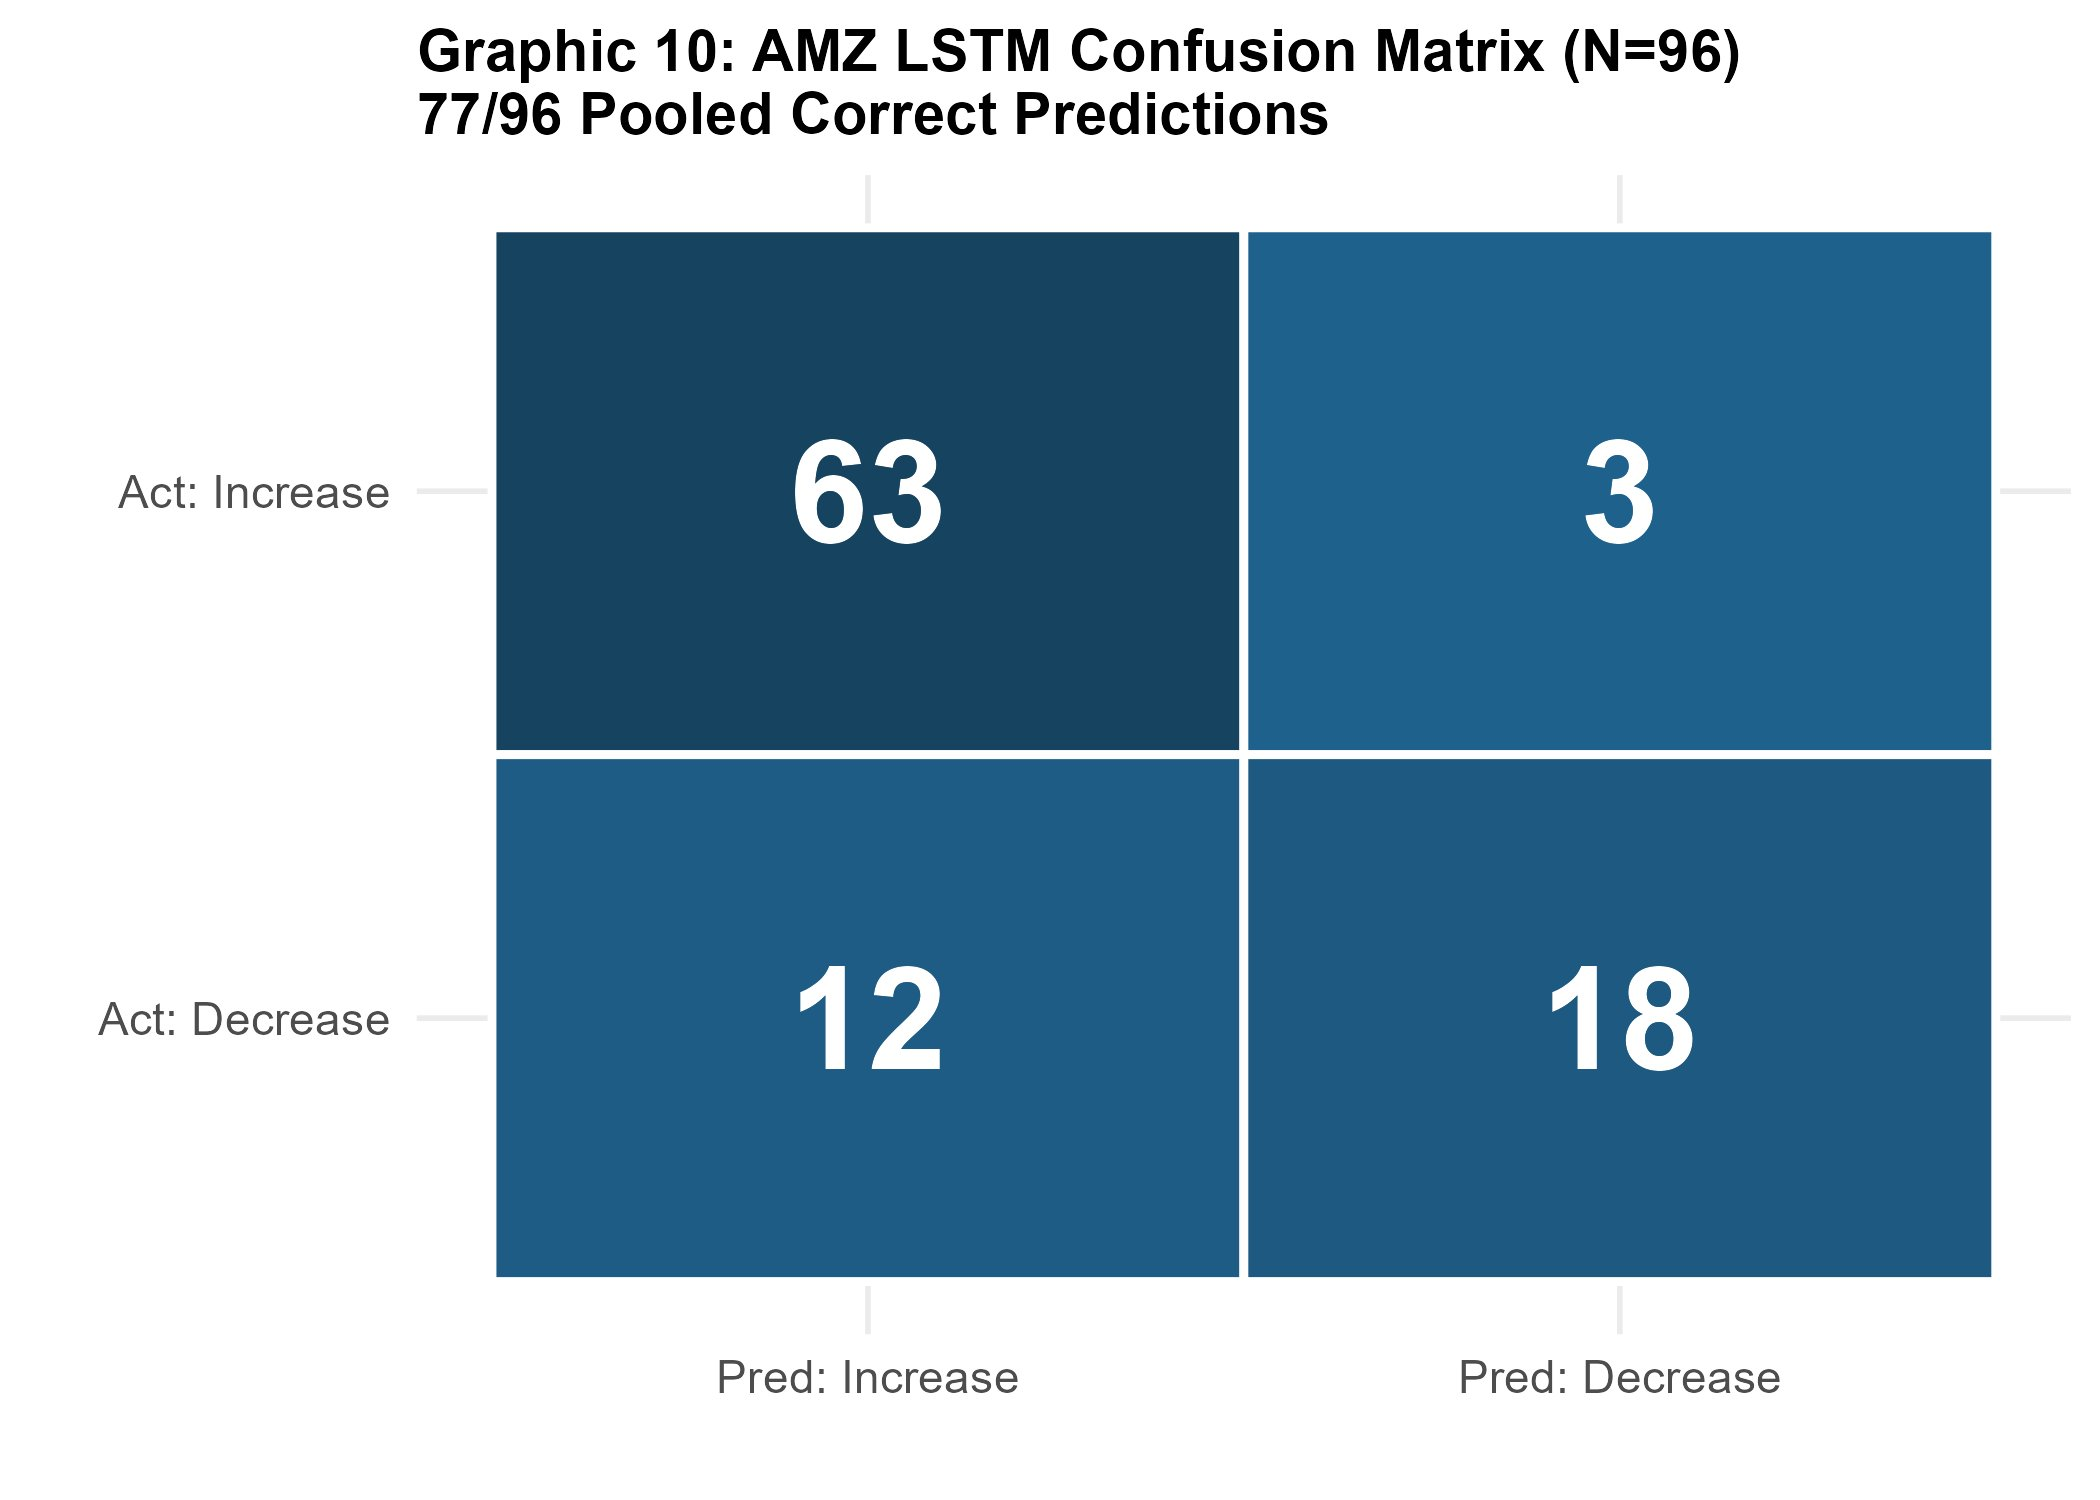 Graphic 10: AMZ LSTM Confusion Matrix (N=96)
77/96 Pooled Correct Predictions
Act: Increase
63
3
Act: Decrease
12
18
Pred: Increase
Pred: Decrease